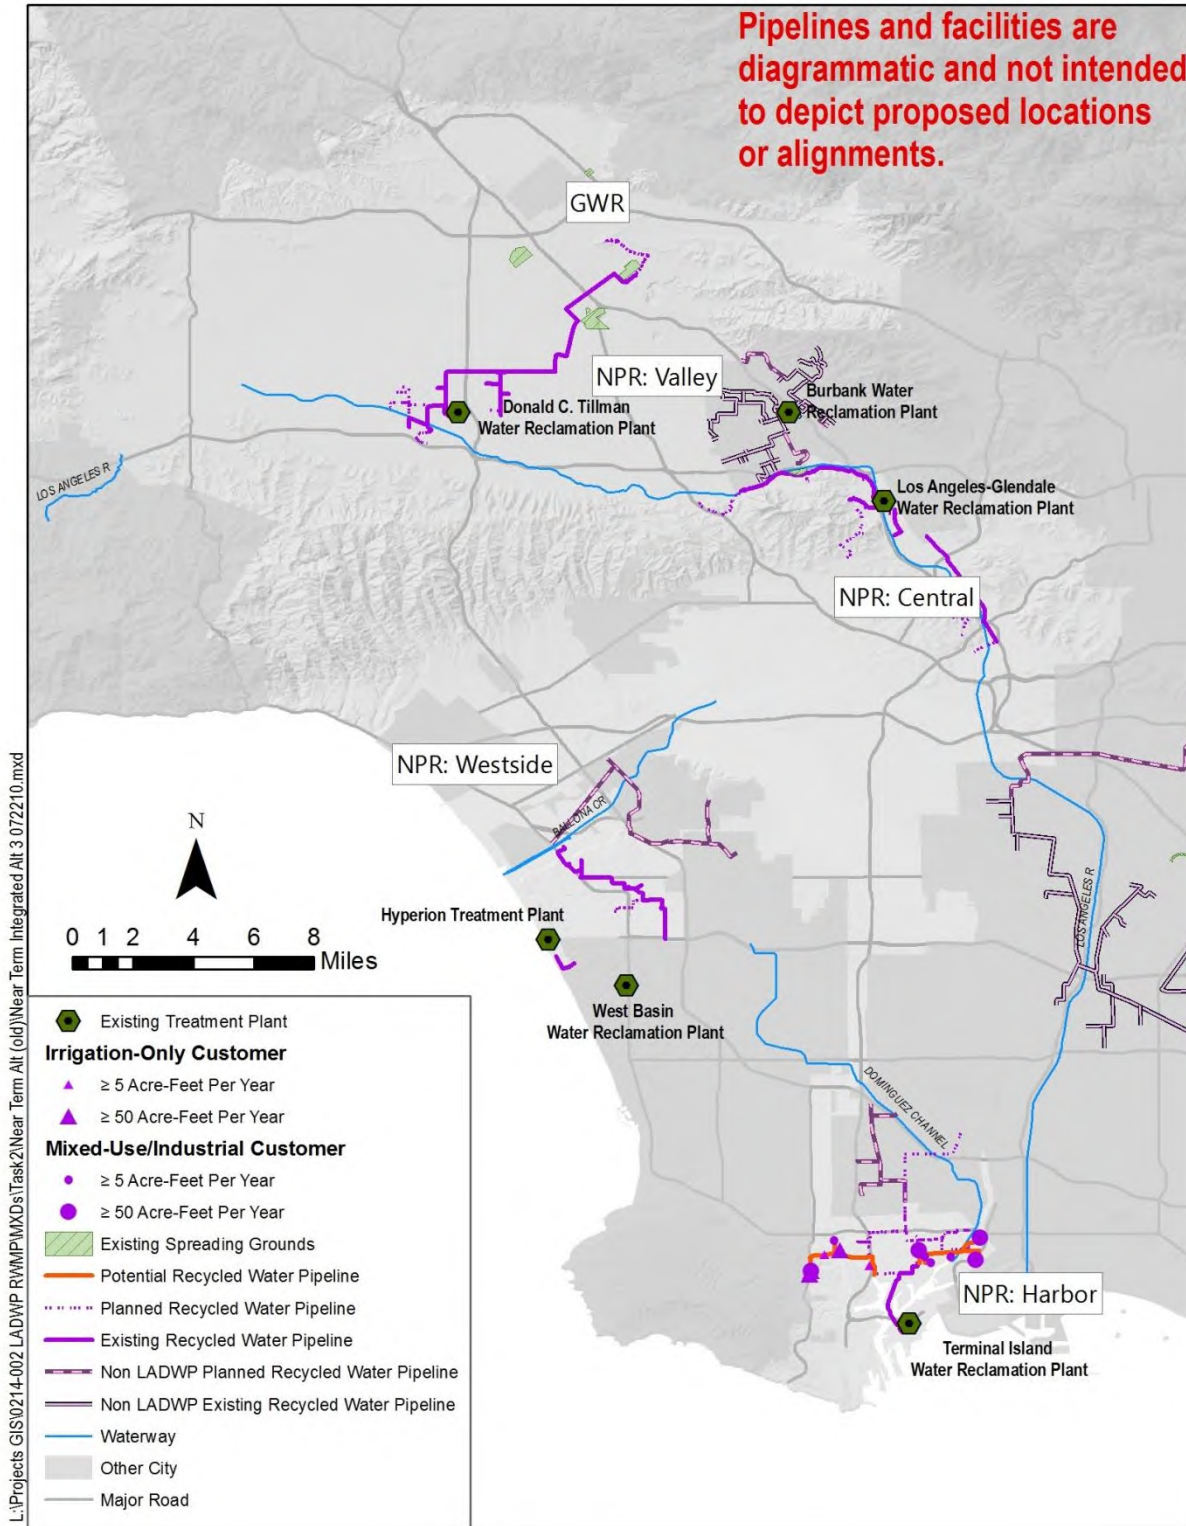 Pipelines and facilities are
diagrammatic and not intended
to depict proposed locations
or alignments.
GWR
NPR: Valley
Burbank Water
Reclamation Plant
Donald C. Tillman
Water Reclamation Plant
LOS ANGELES R
Los Angeles-Glendale
Water Reclamation Plant
NPR: Central
NPR: Westside
BALLONA CR
N
Hyperion Treatment Plant
0 1 2 4 6 8
Miles
LOS ANGELES R
West Basin
Water Reclamation Plant
DOMINGUEZ CHANNEL
NPR: Harbor
Terminal Island
Water Reclamation Plant
Existing Treatment Plant
Irrigation-Only Customer
≥ 5 Acre-Feet Per Year
≥ 50 Acre-Feet Per Year
Mixed-Use/Industrial Customer
≥ 5 Acre-Feet Per Year
≥ 50 Acre-Feet Per Year
Existing Spreading Grounds
Potential Recycled Water Pipeline
Planned Recycled Water Pipeline
Existing Recycled Water Pipeline
Non LADWP Planned Recycled Water Pipeline
Non LADWP Existing Recycled Water Pipeline
Waterway
Other City
Major Road
L:\Projects GIS\0214-002 LADWP RWMP\MXDs\Task2\Near Term Alt (old)\Near Term Integrated Alt 3 072210.mxd